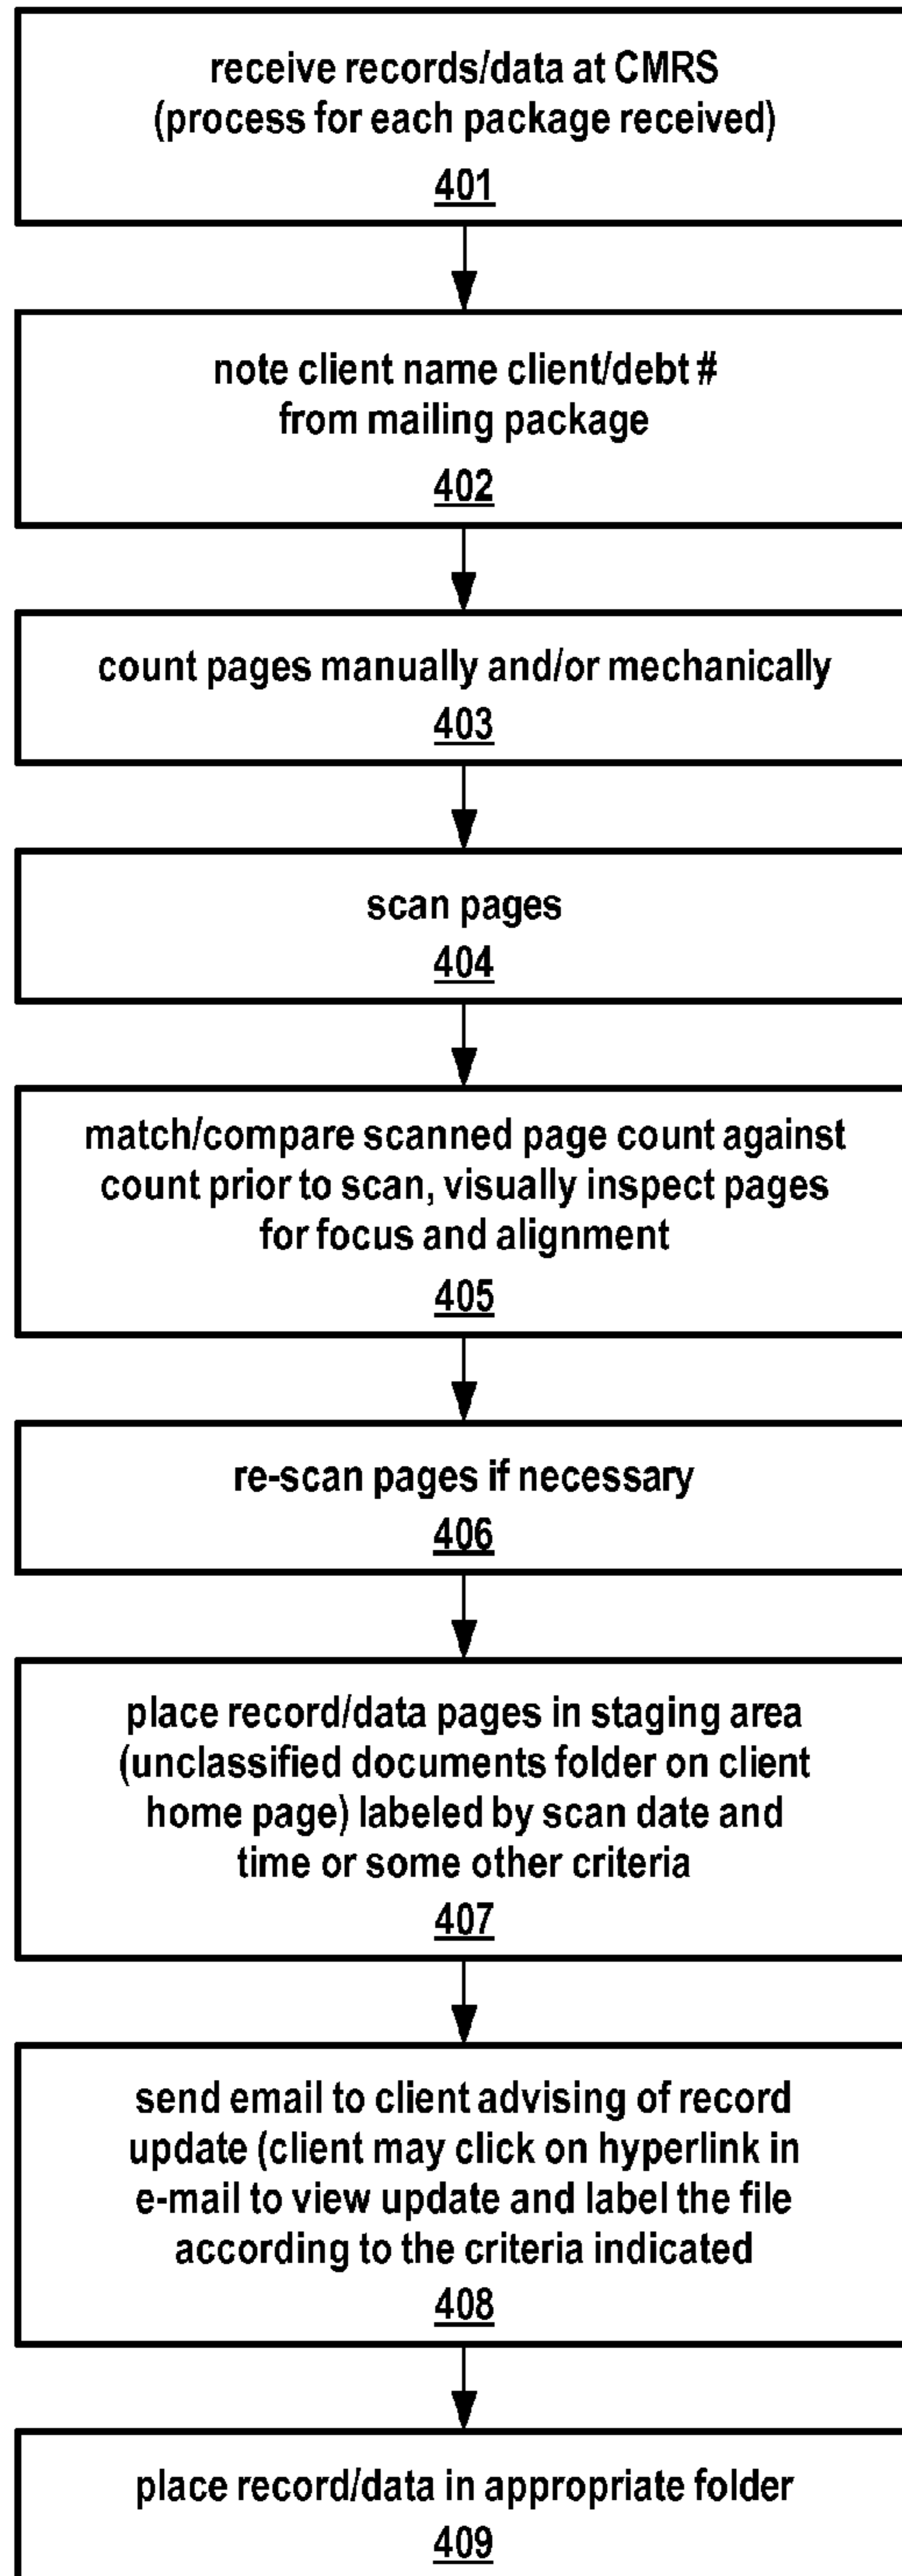 receive records/data at CMRS
(process for each package received)
401
note client name client/debt #
from mailing package
402
count pages manually and/or mechanically
403
scan pages
404
match/compare scanned page count against
count prior to scan, visually inspect pages
for focus and alignment
405
re-scan pages if necessary
406
place record/data pages in staging area
(unclassified documents folder on client
home page) labeled by scan date and
time or some other criteria
407
send email to client advising of record
update (client may click on hyperlink in
e-mail to view update and label the file
according to the criteria indicated
408
place record/data in appropriate folder
409